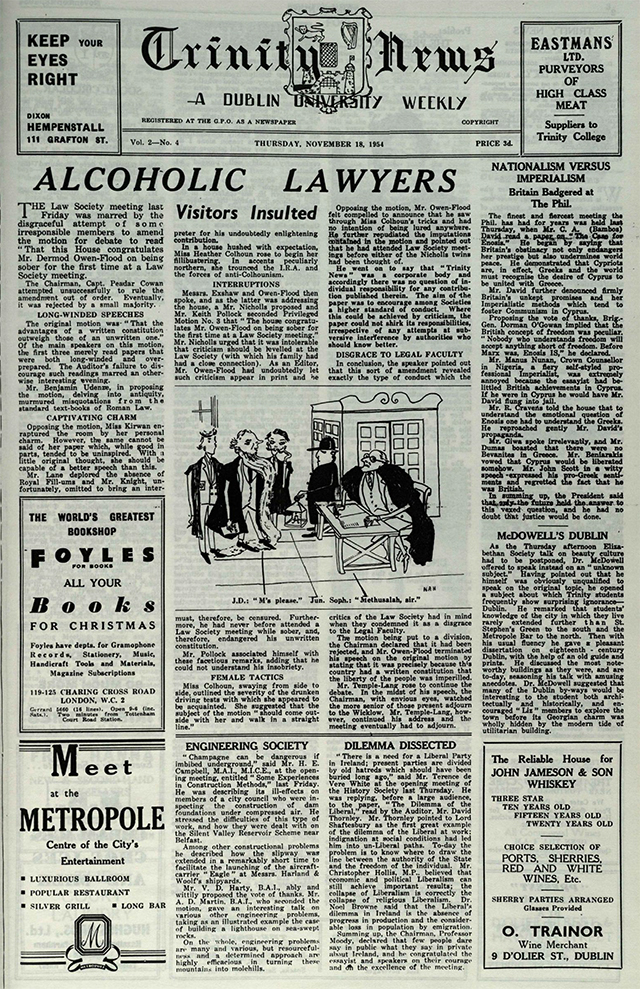 KEEP YOUR
EYES
RIGHT
DIXON
HEMPENSTALL
111 GRAFTON ST.
Trinity News
A DUBLIN UNIVERSITY WEEKLY
REGISTERED AT THE G.P.O. AS A NEWSPAPER
COPYRIGHT
EASTMANS
LTD.
PURVEYORS
OF
HIGH CLASS
MEAT
Suppliers to
Trinity College
Vol. 2—No. 4
THURSDAY, NOVEMBER 18, 1954
PRICE 3d.
ALCOHOLIC LAWYERS
THE Law Society meeting last
Friday was marred by the
disgraceful attempt of some
irresponsible members to amend
the motion for debate to read
"That this House congratulates
Mr. Dermod Owen-Flood on being
sober for the first time at a Law
Society meeting.
The Chairman, Capt. Peadar Cowan
attempted unsuccessfully to rule the
amendment out of order. Eventually,
it was rejected by a small majority.
LONG-WINDED SPEECHES
The original motion was: "That the
advantages of a written constitution
outweigh those of an unwritten one."
Of the main speakers on this motion,
the first three merely read papers that
were both long-winded and over-
prepared. The Auditor's failure to dis-
courage such readings marred an other-
wise interesting evening.
Mr. Benjamin Udenze, in proposing
the motion, delving into antiquity,
murmured misquotations from the
standard text-books of Roman Law.
CAPTIVATING CHARM
Opposing the motion, Miss Kirwan en-
raptured the room by her personal
charm. However, the same cannot be
said of her paper which, while good in
parts, tended to be uninspired. With a
little original thought, she should be
capable of a better speech than this.
Mr. Lane deplored the absence of
Royal Fill-ums and Mr. Knight, un-
fortunately, omitted to bring an inter-
Visitors Insulted
preter for his undoubtedly enlightening
contribution.
In a house hushed with expectation,
Miss Heather Colhoun rose to begin her
filibustering. In accents peculiarly
northern, she trounced the I.R.A. and the
forces of anti-Colhounism.
INTERRUPTIONS
Messrs. Exshaw and Owen-Flood then
spoke, and as the latter was addressing
the house, a Mr. Nichols proposed and
Mr. Keith Pollock seconded Privileged
Motion No. 3 that "The house congratu-
lates Mr. Owen-Flood on being sober for
the first time at a Law Society meeting."
Mr. Nichols urged that it was intolerable
that criticism should be levelled at the
Law Society (with which his family had
had a close connection). As an Editor,
Mr. Owen-Flood had undoubtedly let
such criticism appear in print and he
Opposing the motion, Mr. Owen-Flood
felt compelled to announce that he saw
through Miss Colhoun's tricks and had
no intention of being lured anywhere.
He further repudiated the imputations
contained in the motion and pointed out
that he had attended Law Society meet-
ings before either of the Nicholis twins
had been thought of.
He went on to say that "Trinity
News was a corporate body and
accordingly there was no question of in-
dividual responsibility for any contribu-
tion published therein. The aim of the
paper was to encourage among Societies
a higher standard of conduct. Where
this could be achieved by criticism, the
paper could not shirk its responsibilities,
irrespective of any attempts at sub-
versive interference by authorities who
should know better.
DISGRACE TO LEGAL FACULTY
In conclusion, the speaker pointed out
that this sort of amendment revealed
exactly the type of conduct which the
J.D.: "M's please." Jun. Soph.: "Methusalah, sir."
must, therefore, be censured. Further-
more, he had never before attended a
Law Society meeting while sober, and,
therefore, endangered his unwritten
constitution.
Mr. Pollock associated himself with
these facetious remarks, adding that he
could not understand his insobriety.
FEMALE TACTICS
Miss Colhoun, swaying from side to
side, outlined the severity of the drunken
driving tests with which she appeared to
be acquainted. She suggested that the
subject of the motion "should come out-
side with her and walk in a straight
line."
critics of the Law Society had in mind
when they condemned it as a disgrace
to the Legal Faculty.
The motion being put to a division,
the Chairman declared that it had been
rejected, and Mr. Owen-Flood terminated
his speech on the original motion by
stating that it was precisely because this
country had a written constitution that
the liberty of the people was imperilled.
Mr. Temple-Long rose to continue the
debate. In the midst of his speech, the
Chairman, with envious eyes, watched
the more senior of those present adjourn
to the Wicklow. Mr. Temple-Long, how-
ever, continued his address and the
meeting eventually had to adjourn.
NATIONALISM VERSUS
IMPERIALISM
Britain Badgered at
The Phil.
The finest and fiercest meeting the
Phil. has had for years was held last
Thursday, when Mr. C. A. (Bamboo)
David read a paper on "The Case for
Enosis." He began by saying that
Britain's obstinacy not only endangers
her prestige but also undermines world
peace. He demonstrated that Cypriots
are, in effect, Greeks and the world
must recognise the desire of Cyprus to
be united with Greece.
Mr. David further denounced firmly
Britain's unkept promises and her
Imperialistic methods which tend to
foster Communism in Cyprus.
Proposing the vote of thanks, Brig.-
Gen. Dorman O'Gowan implied that the
British concept of freedom was peculiar.
"Nobody who understands freedom will
accept anything short of freedom. Before
Marx was, Enosis IS," he declared.
Mr. Manus Nunan, Crown Counsellor
in Nigeria, a fiery self-styled pro-
fessional imperialist, was extremely
annoyed because the essayist had be-
littled British achievements in Cyprus.
If he were in Cyprus he would have Mr.
David flung into jail.
Mr. R. Cravens told the house that to
understand the emotional question of
Enosis one had to understand the Greeks.
He reproached gently Mr. David's
propaganda.
Mr. Giwa spoke irrelevantly, and Mr.
Dumas boasted that there were no
Bevanites in Greece. Mr. Beniarakis
vowed that Cyprus would be liberated
somehow. Mr. John Scott in a witty
speech expressed his pro-Greek senti-
ments and regretted the fact that he
was British.
In summing up, the President said
that only the future held the answer to
this vexed question, and he had no
doubt that justice would be done.
McDOWELL'S DUBLIN
As the Thursday afternoon Eliza-
bethan Society talk on beauty culture
had to be postponed, Dr. McDowell
offered to speak instead on an "unknown
subject." Having pointed out that he
himself was obviously unqualified to
speak on the original topic, he opened
a subject about which Trinity students
frequently show surprising ignorance—
Dublin. He remarked that students'
knowledge of the city in which they live
rarely extended further than St.
Stephen's Green to the south and the
Metropole Bar to the north. Then with
his usual fluency he gave a pleasant
dissertation on eighteenth - century
Dublin, with the help of an old guide and
prints. He discussed the most note-
worthy buildings as they were, and are
to-day, seasoning his talk with amusing
anecdotes. Dr. McDowell suggested that
many of the Dublin by-ways would be
interesting to the student both archi-
tecturally and historically, and en-
couraged "Liz" members to explore the
town before its Georgian charm was
wholly hidden by the modern tide of
utilitarian building.
THE WORLD'S GREATEST
BOOKSHOP
FOYLES
FOR BOOKS
ALL YOUR
Books
FOR CHRISTMAS
Foyles have depts. for Gramophone
Records, Stationery, Music,
Handicraft Tools and Materials,
Magazine Subscriptions
119-125 CHARING CROSS ROAD
LONDON, W.C. 2
Gerrard 5660 (16 lines). Open 9-6 (inc.
Sats.). Two minutes from Tottenham
Court Road Station.
Meet
at the
METROPOLE
Centre of the City's
Entertainment
LUXURIOUS BALLROOM
POPULAR RESTAURANT
SILVER GRILL
LONG BAR
M
ENGINEERING SOCIETY
"Champagne can be dangerous if
imbibed underground," said Mr. H. E.
Campbell, M.A.I., M.I.C.E., at the open-
ing meeting, entitled "Some Experiences
in Construction Methods," last Friday.
He was describing its ill-effects on
members of a city council who were in-
specting the construction of dam
foundations under compressed air. He
stressed the difficulties of this type of
work, and how they were dealt with on
the Silent Valley Reservoir Scheme near
Belfast.
Among other constructional problems
he described how the slipway was
extended in a remarkably short time to
facilitate the launching of the aircraft-
carrier "Eagle" at Messrs. Harland &
Woolf's shipyards.
Mr. V. D. Harty, B.A.I., ably and
wittily proposed the vote of thanks. Mr.
A. D. Martin, B.A.I., who seconded the
motion, gave an interesting talk on
various other engineering problems,
taking as an illustrated example the case
of building a lighthouse on sea-swept
rocks.
On the whole, engineering problems
are many and various, but resourceful-
ness and a determined approach are
highly efficacious in turning these
mountains into molehills.
DILEMMA DISSECTED
"There is a need for a Liberal Party
in Ireland; present parties are divided
by old hatreds which should have been
buried long ago," said Mr. Terence de
Vere White at the opening meeting of
the History Society last Thursday. He
was replying, before a large audience,
to the paper, "The Dilemma of the
Liberal," read by the Auditor, Mr. David
Thornley. Mr. Thornley pointed to Lord
Shaftesbury as the first great example
of the dilemma of the Liberal at work;
indignation at social conditions had led
him into un-Liberal paths. To-day the
problem is to know where to draw the
line between the authority of the State
and the freedom of the individual. Mr.
Christopher Hollis, M.P., believed that
economic and political Liberalism can
still achieve important results; the
collapse of Liberalism is correctly the
collapse of religious Liberalism. Dr.
Noel Browne said that the Liberal's
dilemma in Ireland is the absence of
progress in production and the consider-
able loss in population by emigration.
Summing up, the Chairman, Professor
Moody, declared that few people dare
say in public what they say in private
about Ireland, and he congratulated the
essayist and speakers on their courage
and on the excellence of the meeting.
The Reliable House for
JOHN JAMESON & SON
WHISKEY
THREE STAR
TEN YEARS OLD
FIFTEEN YEARS OLD
TWENTY YEARS OLD
CHOICE SELECTION OF
PORTS, SHERRIES,
RED AND WHITE
WINES, Etc.
SHERRY PARTIES ARRANGED
Glasses Provided
O. TRAINOR
Wine Merchant
9 D'OLIER ST., DUBLIN